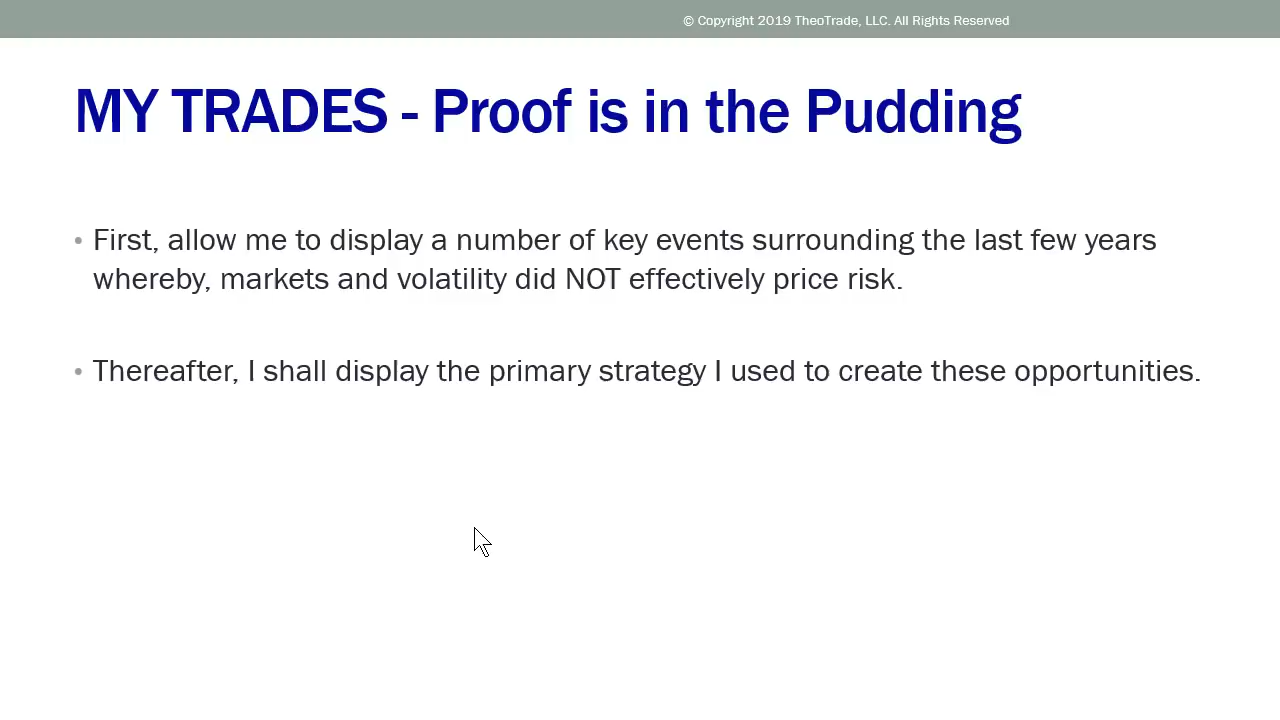 © Copyright 2019 TheoTrade, LLC. All Rights Reserved
MY TRADES - Proof is in the Pudding
• First, allow me to display a number of key events surrounding the last few years
whereby, markets and volatility did NOT effectively price risk.
• Thereafter, I shall display the primary strategy I used to create these opportunities.